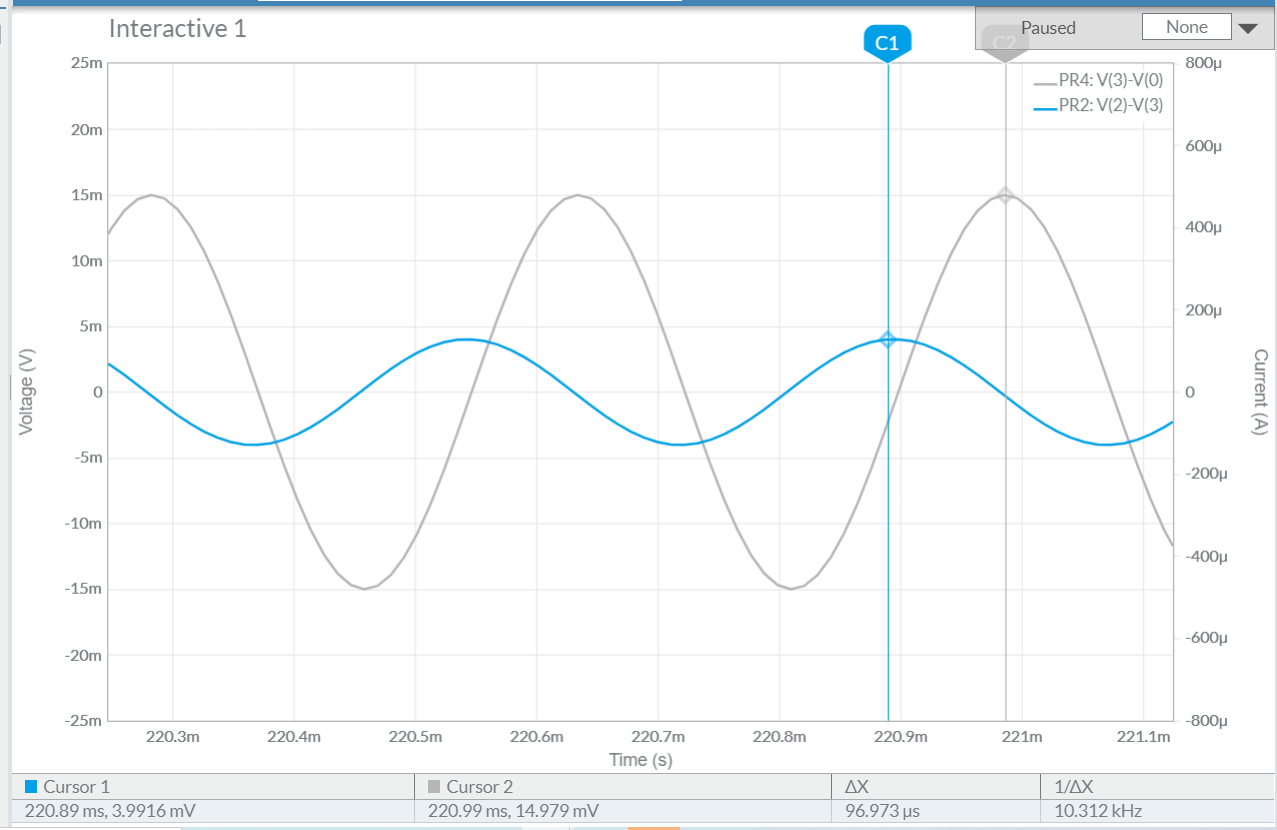 Interactive 1
Paused
None
C1
C2
PR4: V(3)-V(0)
PR2: V(2)-V(3)
25m
20m
15m
10m
5m
0
-5m
-10m
-15m
-20m
-25m
Voltage (V)
800µ
600µ
400µ
200µ
0
-200µ
-400µ
-600µ
-800µ
Current (A)
220.3m 220.4m 220.5m 220.6m 220.7m 220.8m 220.9m 221m 221.1m
Time (s)
Cursor 1 Cursor 2 ΔX 1/ΔX
220.89 ms, 3.9916 mV 220.99 ms, 14.979 mV 96.973 µs 10.312 kHz